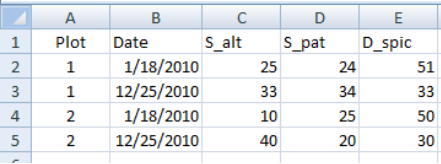 A B C D E
1 Plot Date S_alt S_pat D_spic
2 1 1/18/2010 25 24 51
3 1 12/25/2010 33 34 33
4 2 1/18/2010 10 25 50
5 2 12/25/2010 40 20 30